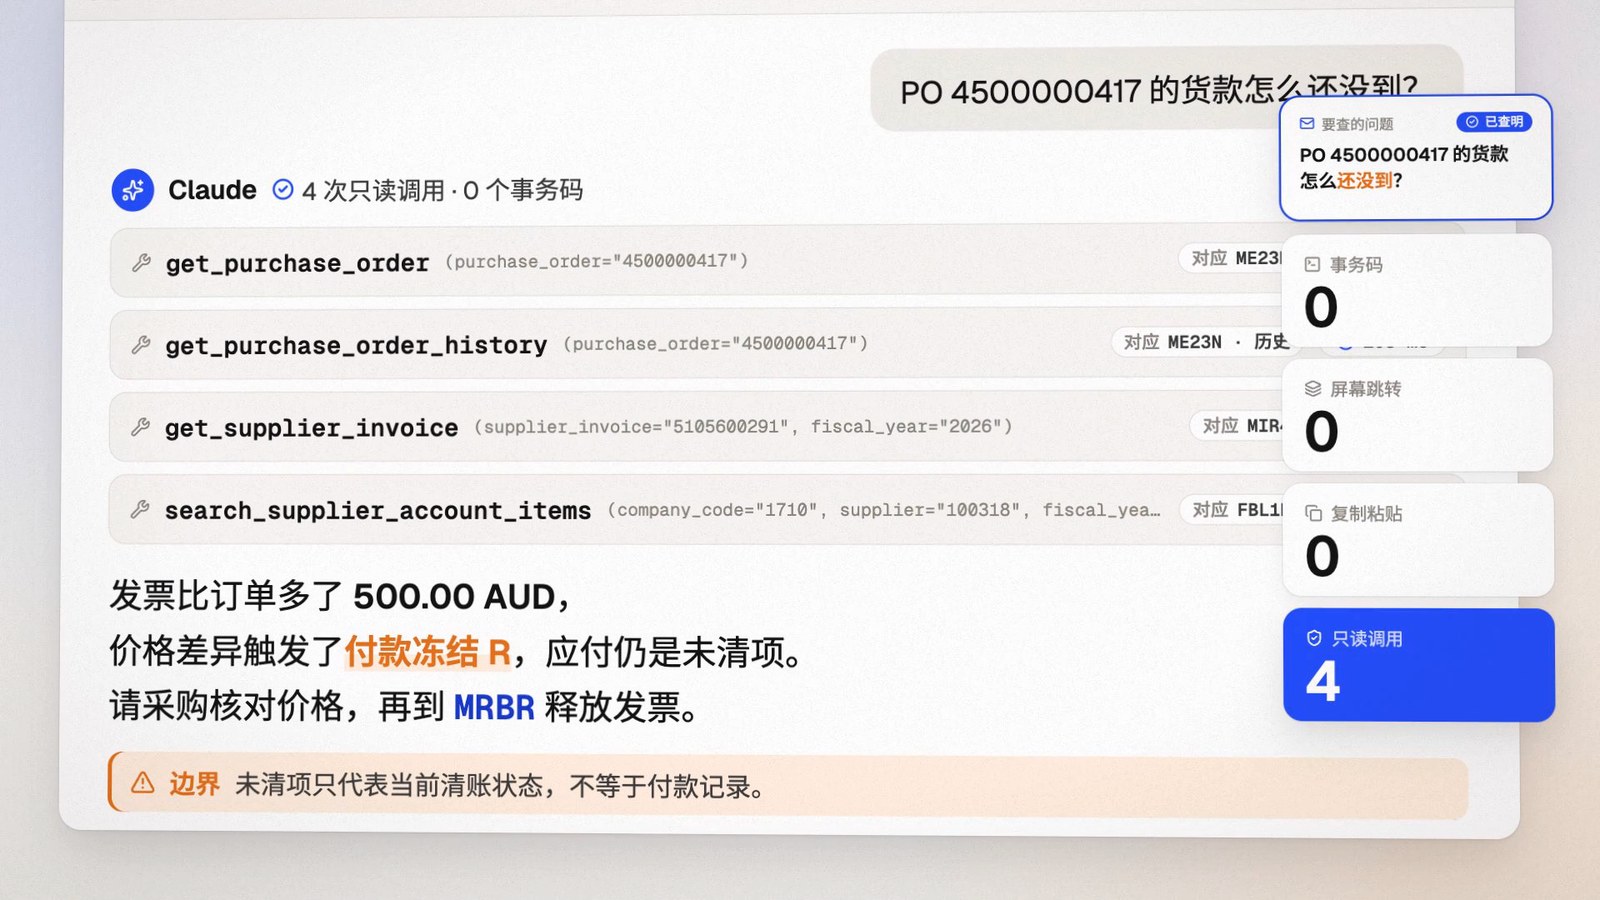 PO 4500000417 的货款怎么还没到？
Claude 4 次只读调用 · 0 个事务码
get_purchase_order (purchase_order="4500000417") 对应
get_purchase_order_history (purchase_order="4500000417") 对应 ME23N · 历史
get_supplier_invoice (supplier_invoice="5105600291", fiscal_year="2026") 对应
search_supplier_account_items (company_code="1710", supplier="100318", fiscal_yea… 对应
发票比订单多了 500.00 AUD，
价格差异触发了付款冻结 R，应付仍是未清项。
请采购核对价格，再到 MRBR 释放发票。
边界 未清项只代表当前清账状态，不等于付款记录。
要查的问题 已查明
PO 4500000417 的货款
怎么还没到？
事务码
0
屏幕跳转
0
复制粘贴
0
只读调用
4